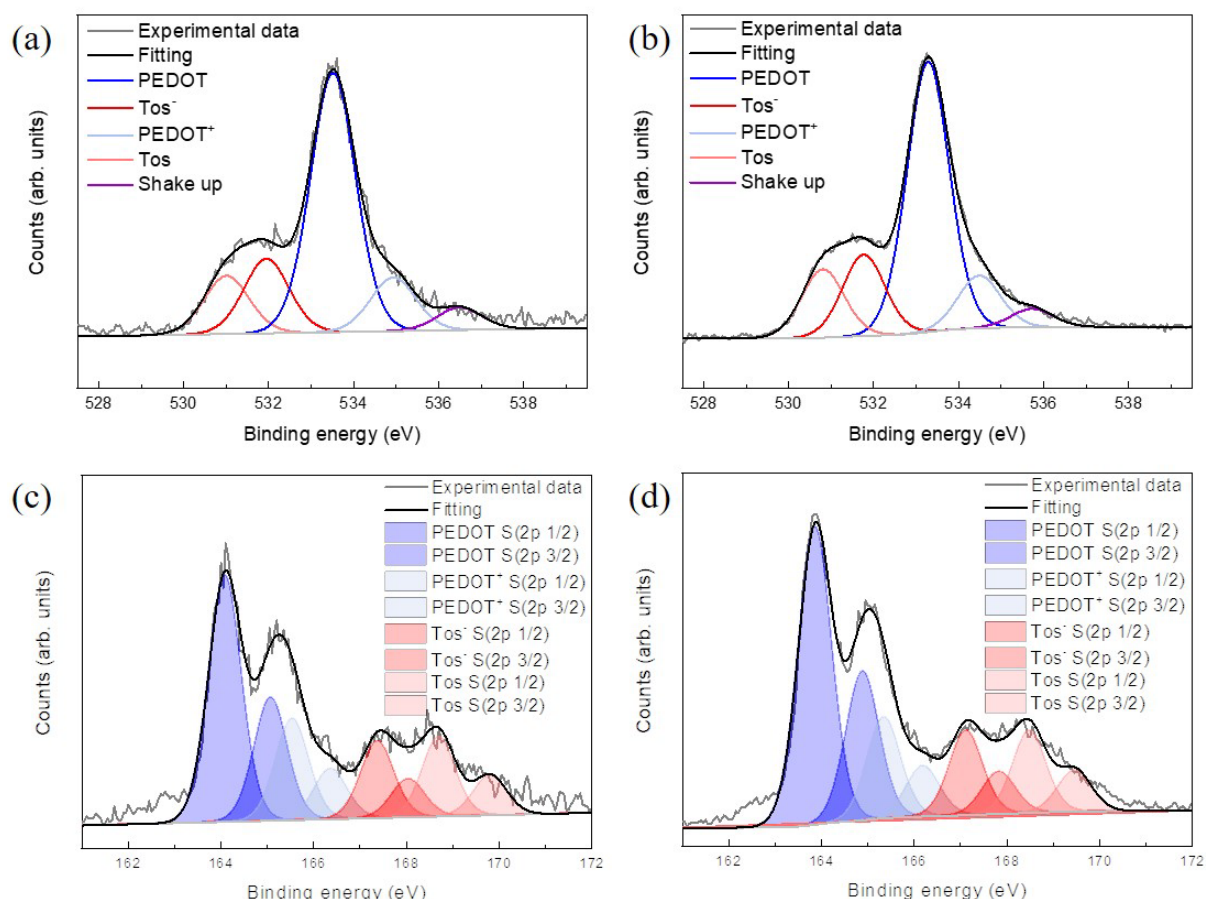 (a)
Experimental data
Fitting
PEDOT
Tos⁻
PEDOT⁺
Tos
Shake up
Counts (arb. units)
528 530 532 534 536 538
Binding energy (eV)
(b)
Experimental data
Fitting
PEDOT
Tos⁻
PEDOT⁺
Tos
Shake up
Counts (arb. units)
528 530 532 534 536 538
Binding energy (eV)
(c)
Experimental data
Fitting
PEDOT S(2p 1/2)
PEDOT S(2p 3/2)
PEDOT⁺ S(2p 1/2)
PEDOT⁺ S(2p 3/2)
Tos⁻ S(2p 1/2)
Tos⁻ S(2p 3/2)
Tos S(2p 1/2)
Tos S(2p 3/2)
Counts (arb. units)
162 164 166 168 170 172
Binding energy (eV)
(d)
Experimental data
Fitting
PEDOT S(2p 1/2)
PEDOT S(2p 3/2)
PEDOT⁺ S(2p 1/2)
PEDOT⁺ S(2p 3/2)
Tos⁻ S(2p 1/2)
Tos⁻ S(2p 3/2)
Tos S(2p 1/2)
Tos S(2p 3/2)
Counts (arb. units)
162 164 166 168 170 172
Binding energy (eV)